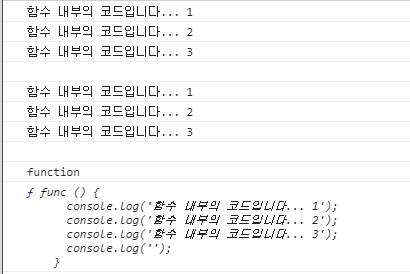 함수 내부의 코드입니다... 1
함수 내부의 코드입니다... 2
함수 내부의 코드입니다... 3
함수 내부의 코드입니다... 1
함수 내부의 코드입니다... 2
함수 내부의 코드입니다... 3
function
ƒ func () {
console.log('함수 내부의 코드입니다... 1');
console.log('함수 내부의 코드입니다... 2');
console.log('함수 내부의 코드입니다... 3');
console.log('');
}